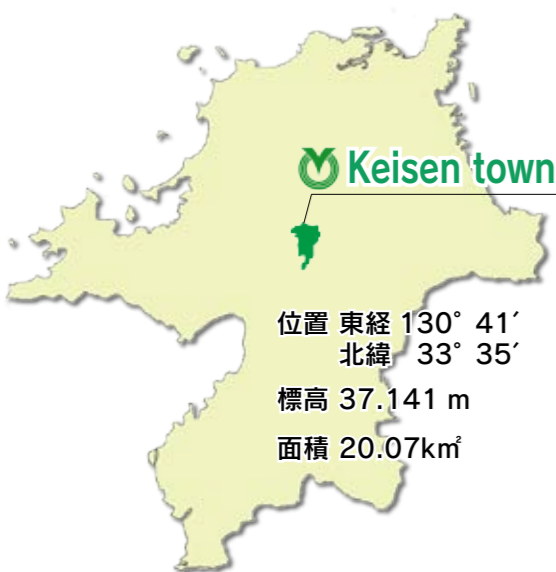 Keisen town
位置 東経 130° 41′
北緯 33° 35′
標高 37.141 m
面積 20.07k㎡